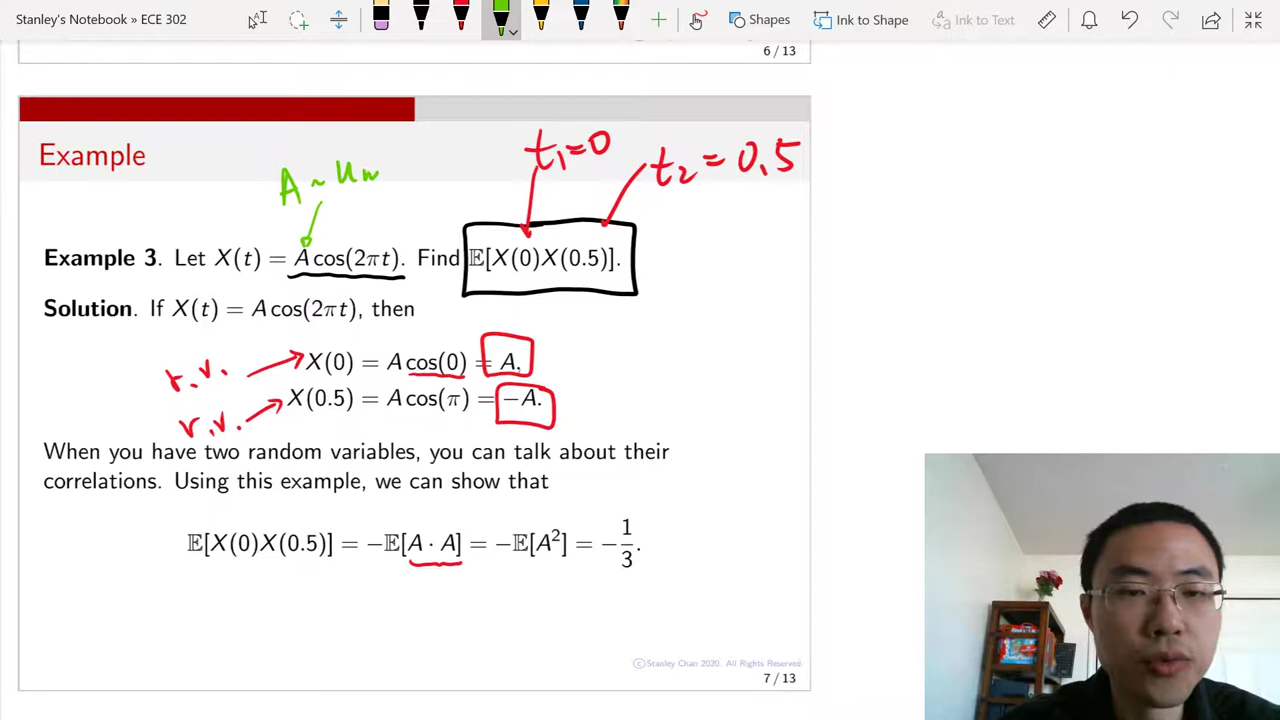 Stanley's Notebook » ECE 302
Shapes
Ink to Shape
Ink to Text
6 / 13
Example
t₁=0
t₂ = 0.5
A ~ Un
Example 3. Let X(t) = A cos(2πt). Find 𝔼[X(0)X(0.5)].
Solution. If X(t) = A cos(2πt), then
r.v.
X(0) = A cos(0) = A,
r.v.
X(0.5) = A cos(π) = −A.
When you have two random variables, you can talk about their
correlations. Using this example, we can show that
𝔼[X(0)X(0.5)] = −𝔼[A · A] = −𝔼[A²] = −1/3.
©Stanley Chan 2020. All Rights Reserved.
7 / 13